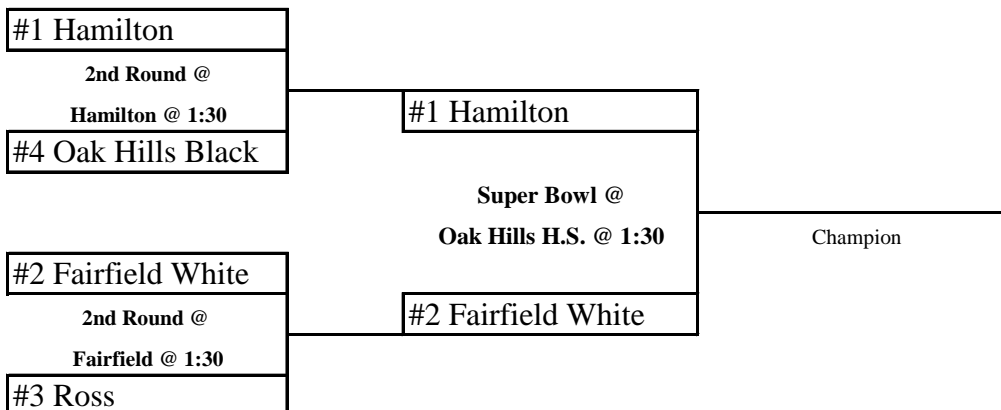 #1 Hamilton
2nd Round @
Hamilton @ 1:30
#4 Oak Hills Black
#1 Hamilton
Super Bowl @
Oak Hills H.S. @ 1:30
Champion
#2 Fairfield White
2nd Round @
Fairfield @ 1:30
#3 Ross
#2 Fairfield White